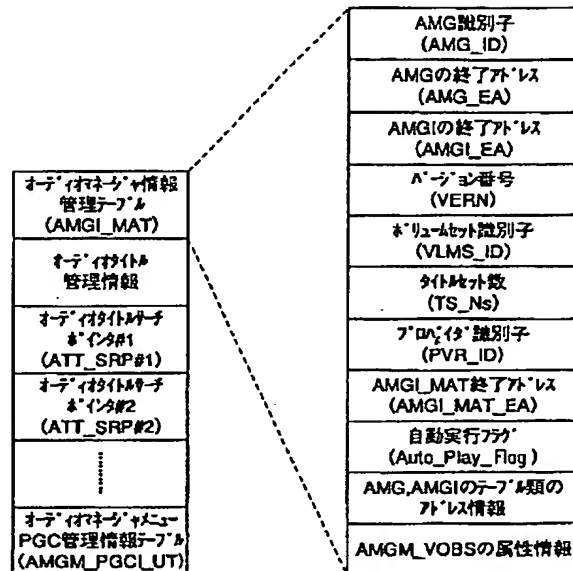 オーディオマネージャ情報
管理テーブル
(AMGI_MAT)
オーディオタイトル
管理情報
オーディオタイトルサーチ
ポインタ#1
(ATT_SRP#1)
オーディオタイトルサーチ
ポインタ#2
(ATT_SRP#2)
オーディオマネージャメニュー
PGC管理情報テーブル
(AMGM_PGCI_UT)
AMG識別子
(AMG_ID)
AMGの終了アドレス
(AMG_EA)
AMGIの終了アドレス
(AMGI_EA)
バージョン番号
(VERN)
ボリュームセット識別子
(VLMS_ID)
タイトルセット数
(TS_Ns)
プロバイダ識別子
(PVR_ID)
AMGI_MAT終了アドレス
(AMGI_MAT_EA)
自動実行フラグ
(Auto_Play_Flag)
AMG,AMGIのテーブル類の
アドレス情報
AMGM_VOBSの属性情報